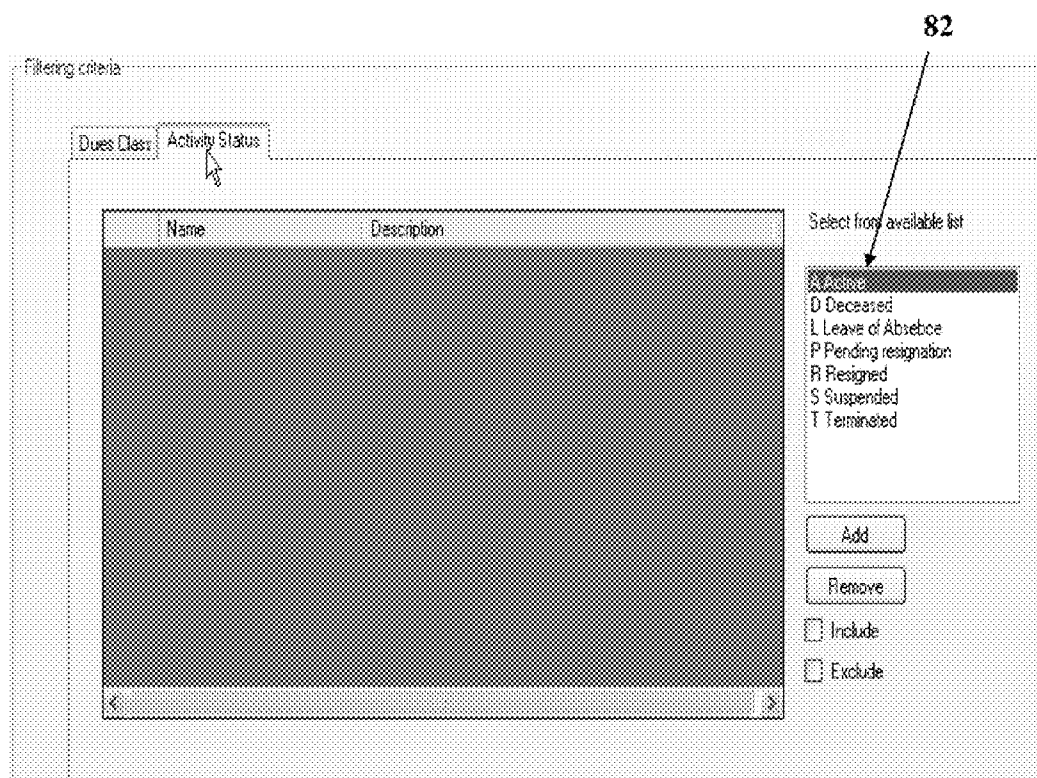 82
Filtering criteria
Dues Class Activity Status
Name Description
Select from available list
A Active
D Deceased
L Leave of Absebce
P Pending resignation
R Resigned
S Suspended
T Terminated
Add
Remove
Include
Exclude